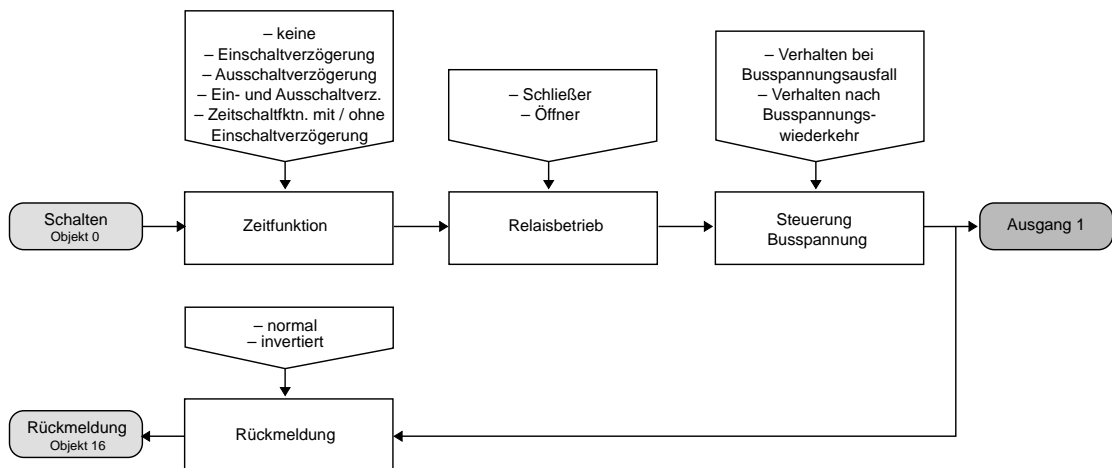 – keine
– Einschaltverzögerung
– Ausschaltverzögerung
– Ein- und Ausschaltverz.
– Zeitschaltfktn. mit / ohne
Einschaltverzögerung
– Schließer
– Öffner
– Verhalten bei
Busspannungsausfall
– Verhalten nach
Busspannungs-
wiederkehr
Schalten
Objekt 0
Zeitfunktion
Relaisbetrieb
Steuerung
Busspannung
Ausgang 1
– normal
– invertiert
Rückmeldung
Objekt 16
Rückmeldung